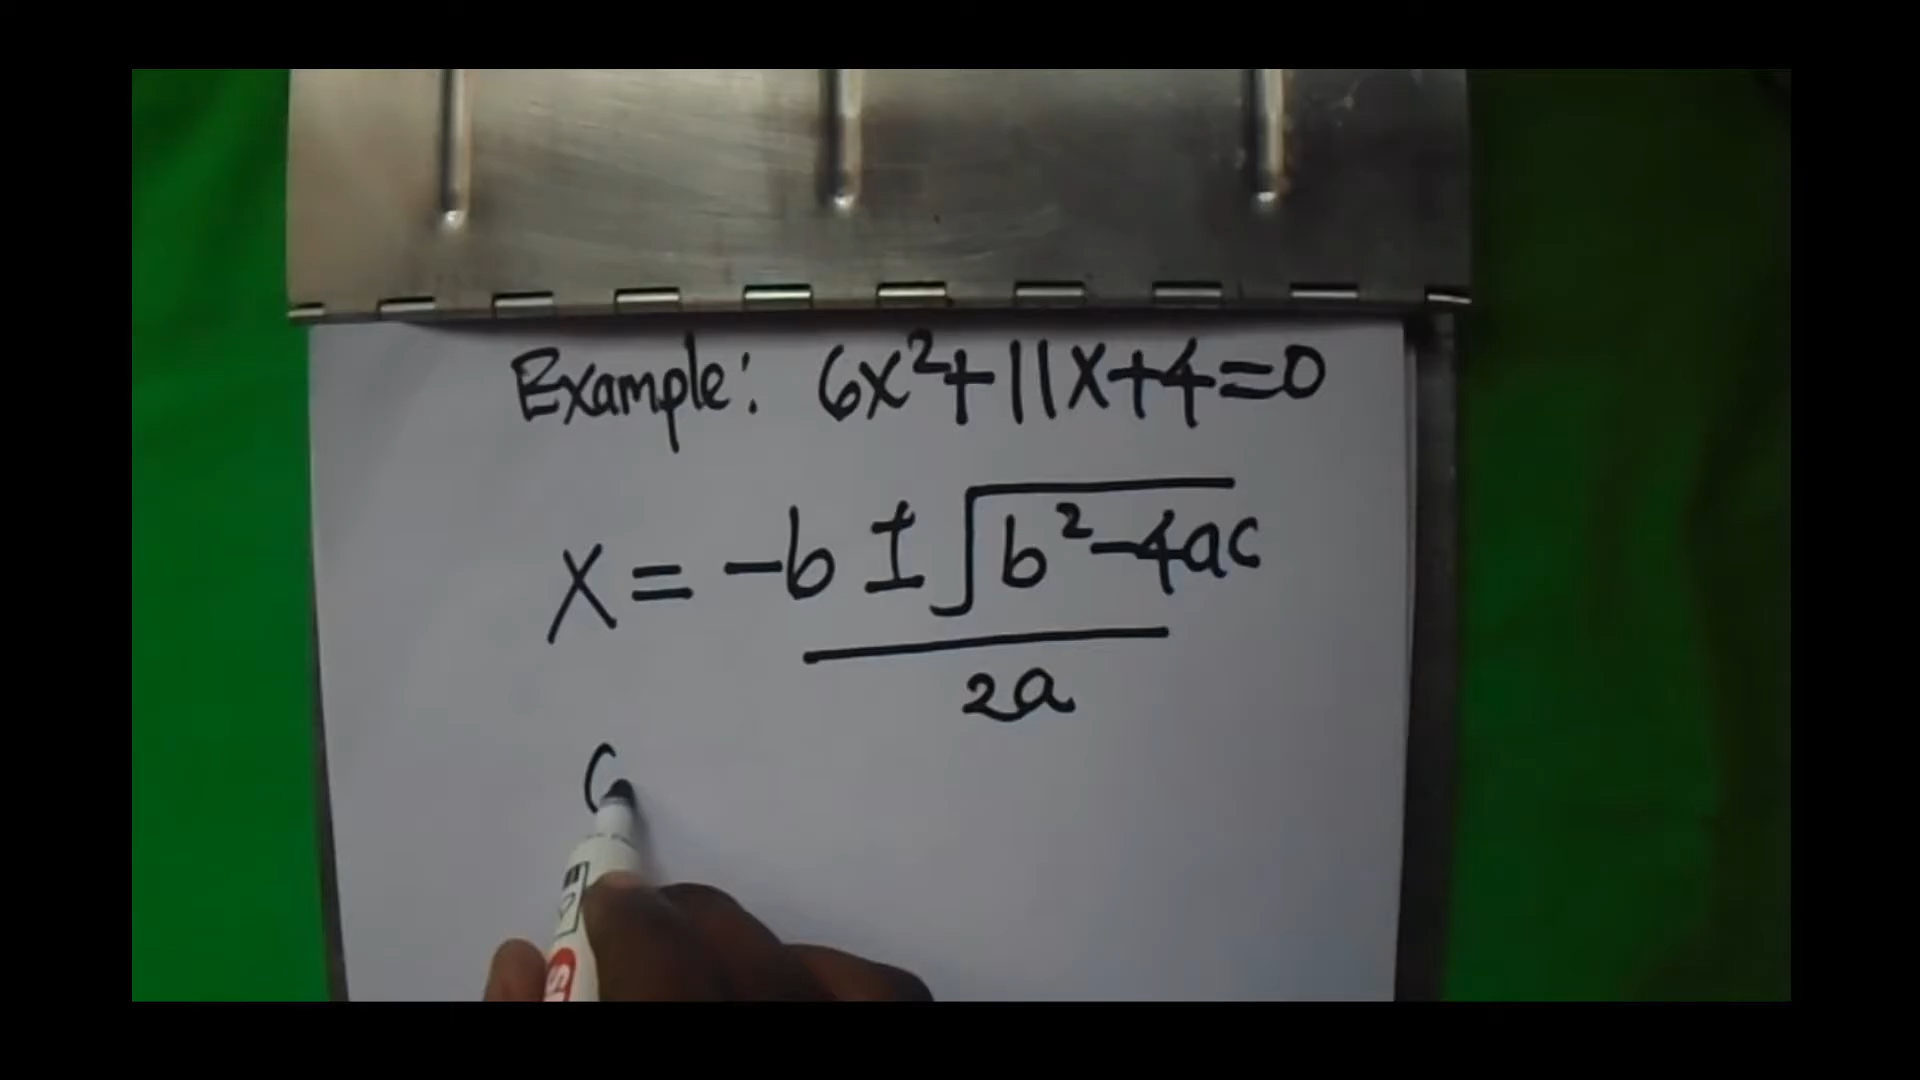 Example: 6x²+11x+4=0
x = -b ± √b²-4ac
2a